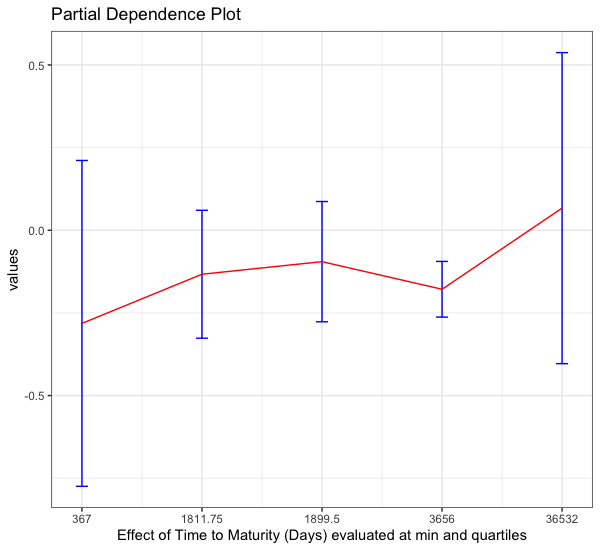 Partial Dependence Plot
values
0.5
0.0
-0.5
367 1811.75 1899.5 3656 36532
Effect of Time to Maturity (Days) evaluated at min and quartiles